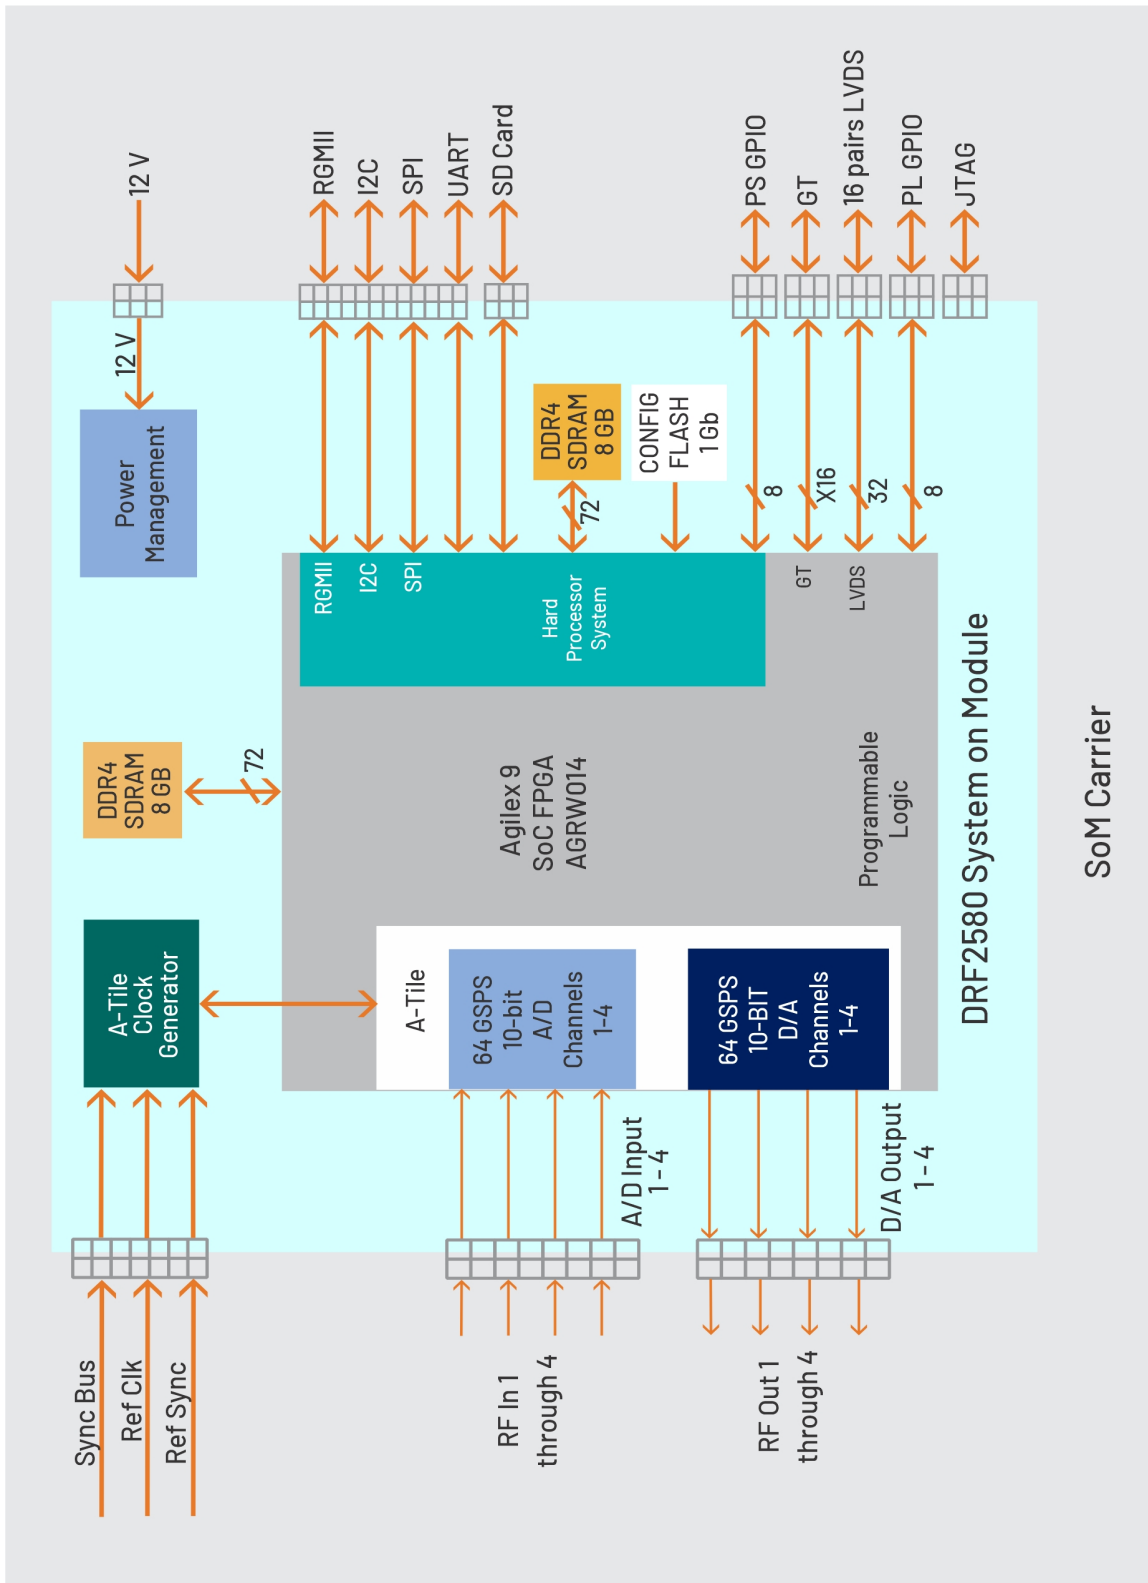 Sync Bus
Ref Clk
Ref Sync
A-Tile
Clock
Generator
DDR4
SDRAM
8 GB
72
Power
Management
12 V
12 V
RGMII
I2C
SPI
UART
SD Card
RGMII
I2C
SPI
Hard
Processor
System
DDR4
SDRAM
8 GB
72
CONFIG
FLASH
1 Gb
RF In 1
through 4
A/D Input
1 - 4
A-Tile
64 GSPS
10-bit
A/D
Channels
1-4
64 GSPS
10-BIT
D/A
Channels
1-4
RF Out 1
through 4
D/A Output
1 - 4
Agilex 9
SoC FPGA
AGRW014
Programmable
Logic
GT
LVDS
8
X16
32
8
PS GPIO
GT
16 pairs LVDS
PL GPIO
JTAG
DRF2580 System on Module
SoM Carrier